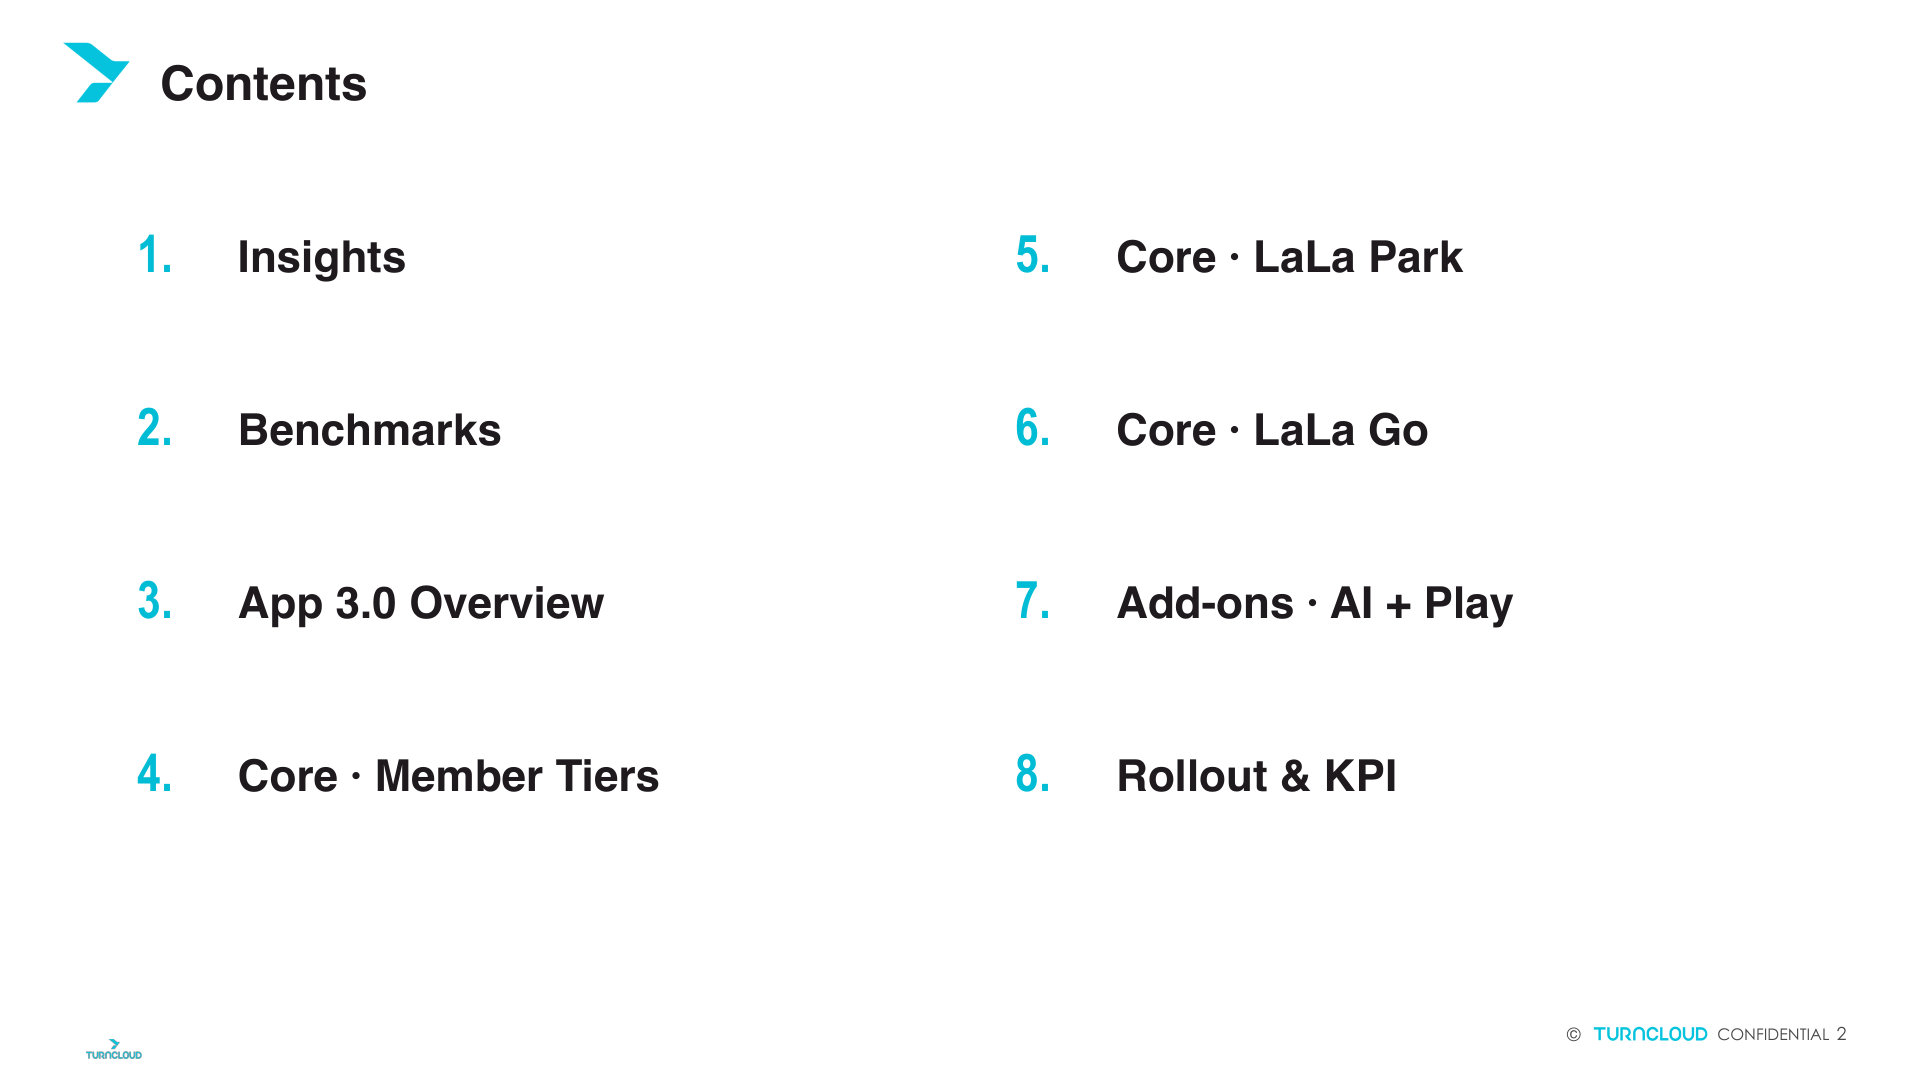 Contents
1. Insights
2. Benchmarks
3. App 3.0 Overview
4. Core · Member Tiers
5. Core · LaLa Park
6. Core · LaLa Go
7. Add-ons · AI + Play
8. Rollout & KPI
TURNCLOUD
© TURNCLOUD CONFIDENTIAL 2